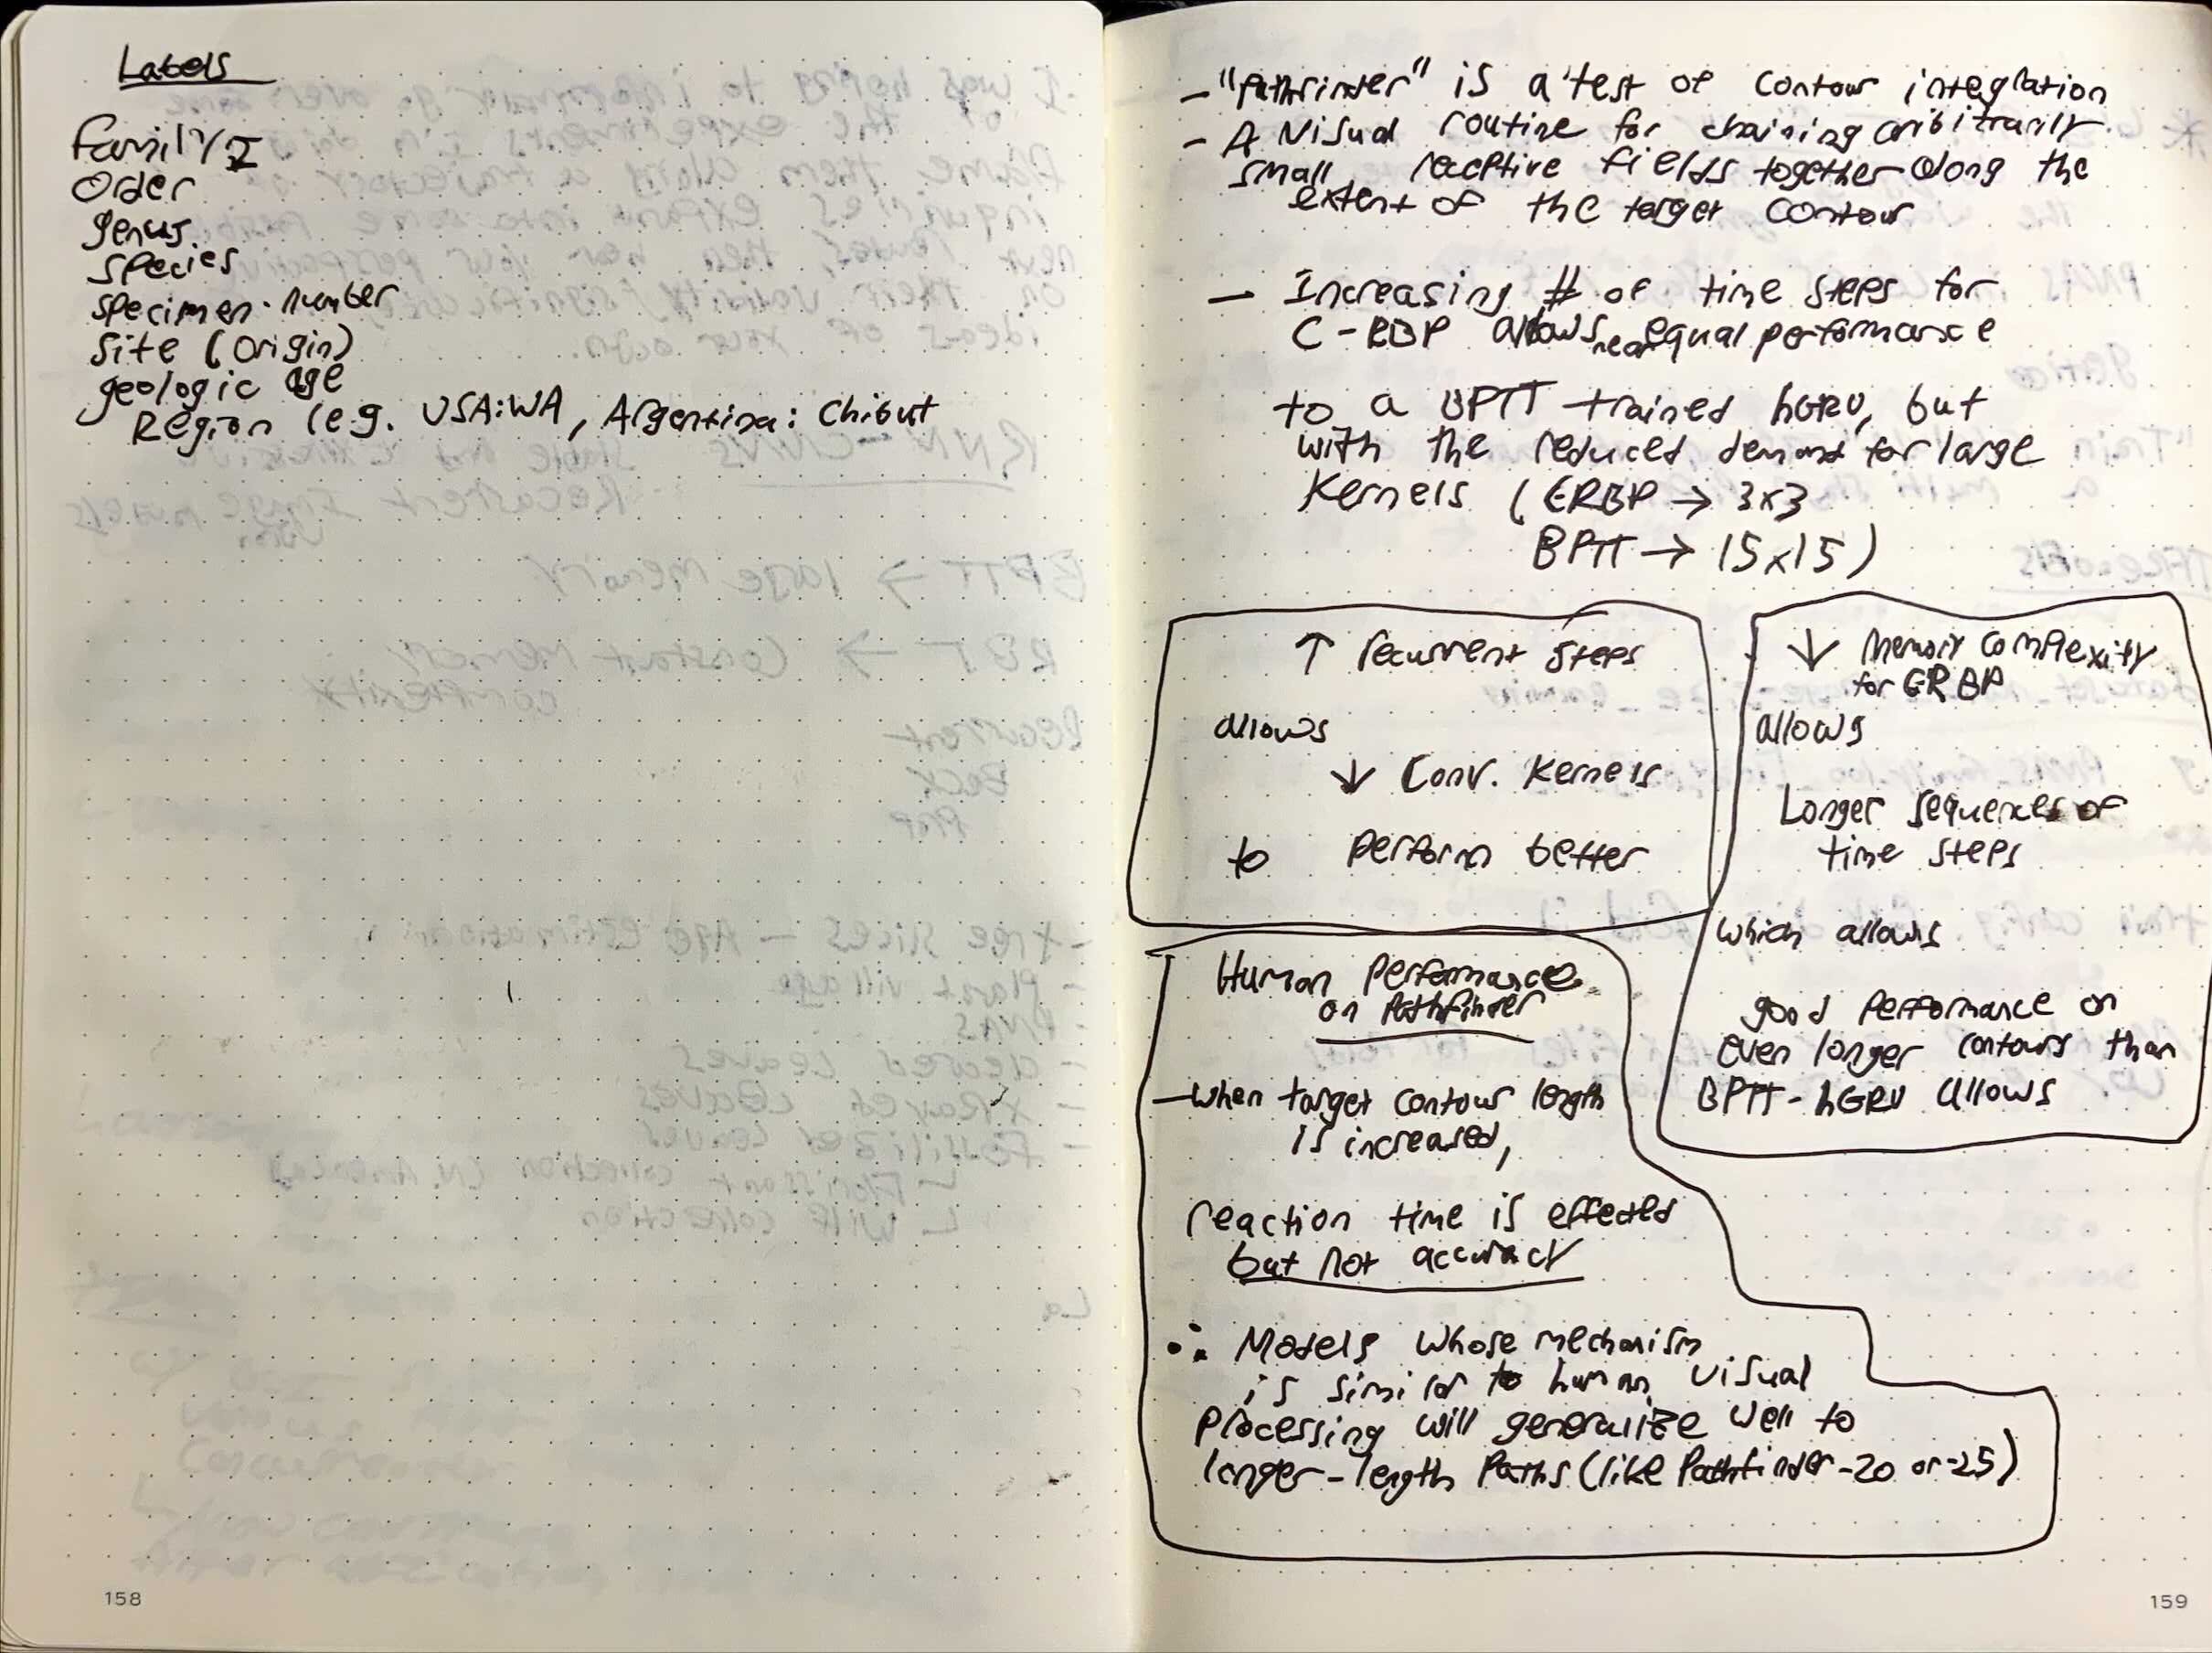 Labels
Family
Order
genus
Species
Specimen number
Site (origin)
geologic age
Region (e.g. USA:WA, Argentina: Chibut
158
- "Pathfinder" is a test of contour integration
- A Visual routine for chaining arbitrarily
small receptive fields together along the
extent of the target contour
- Increasing # of time steps for
C-RBP allows near equal performance
to a BPTT trained hGRU, but
with the reduced demand for large
Kernels (CRBP → 3x3
BPTT → 15x15)
↑ recurrent steps
allows
↓ Conv. Kernels
to perform better
↓ Memory complexity
for CRBP
allows
Longer sequences of
time steps
which allows
good performance on
even longer contours than
BPTT-hGRU allows
Human performance
on Pathfinder
- when target contour length
is increased,
reaction time is effected
but not accuracy
∴ Models whose mechanism
is similar to human visual
processing will generalize well to
longer-length paths (like Pathfinder-20 or -25)
159